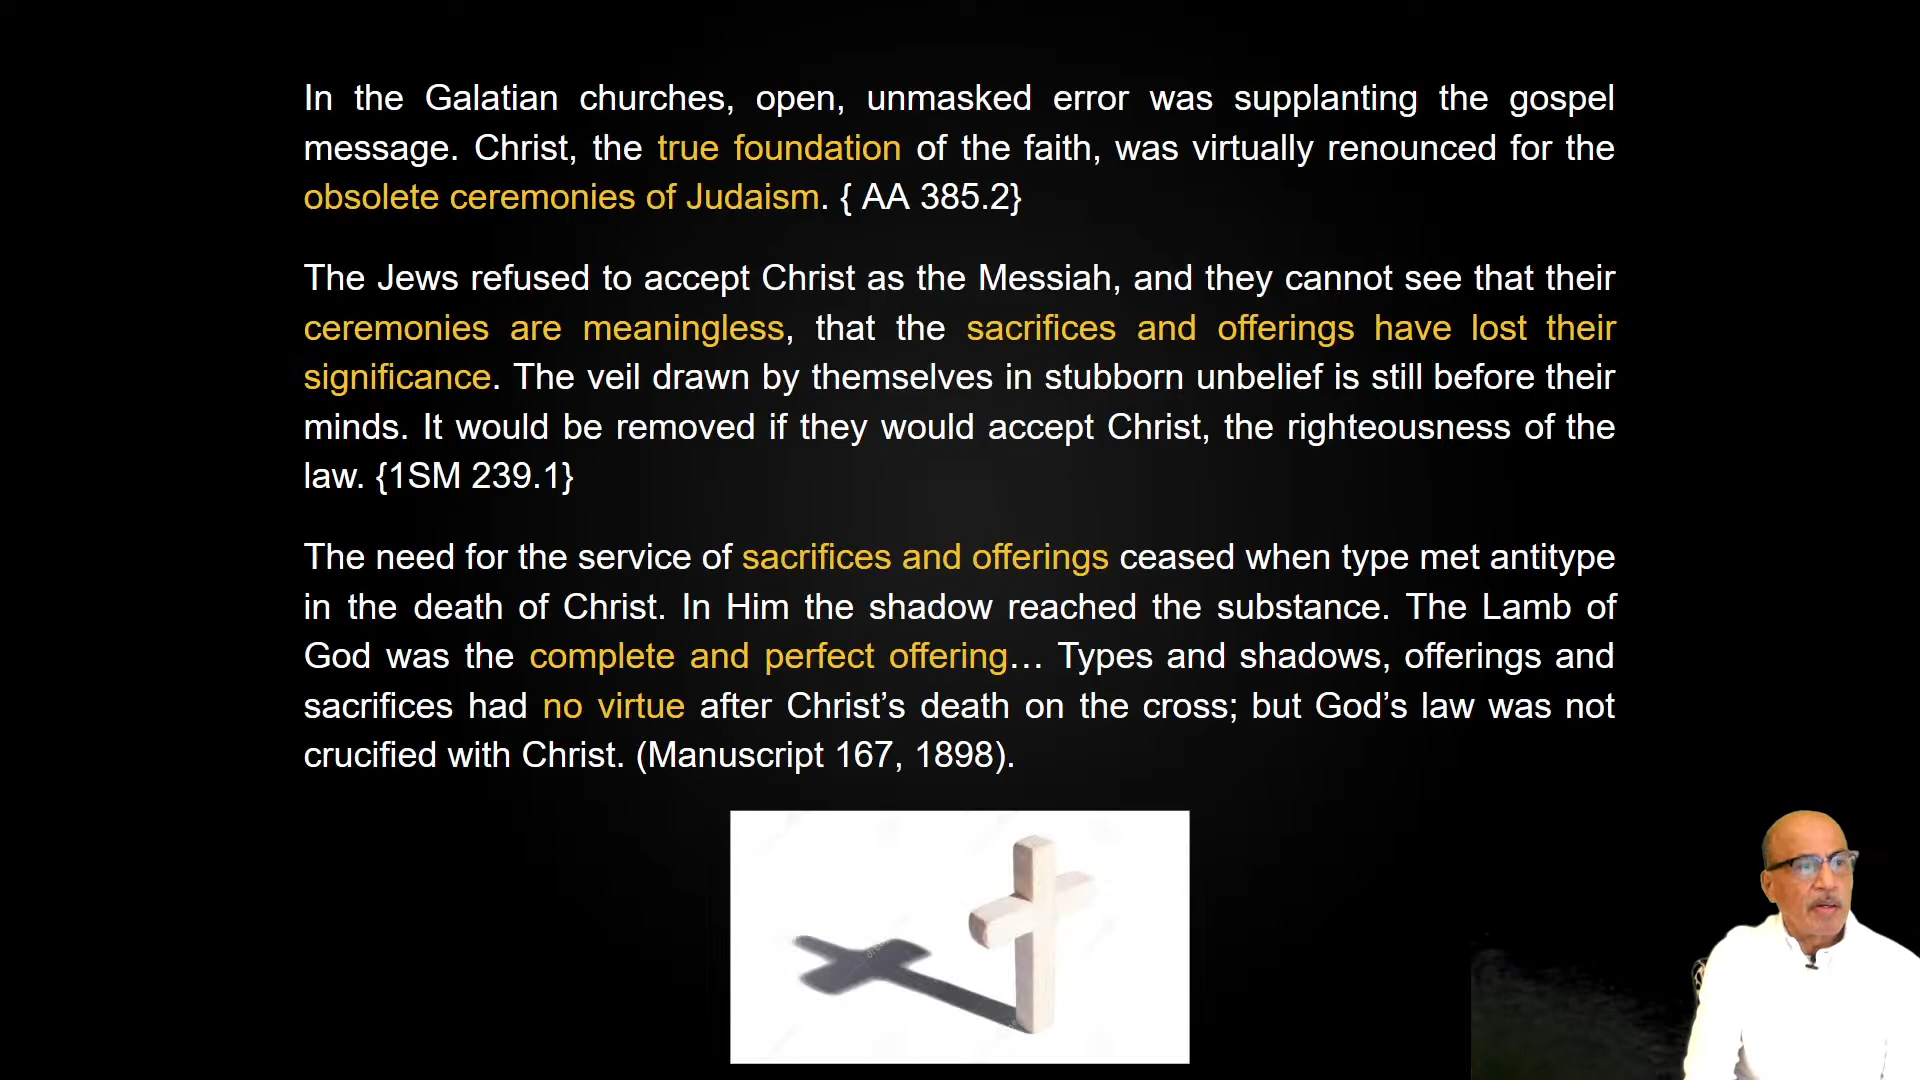 In the Galatian churches, open, unmasked error was supplanting the gospel
message. Christ, the true foundation of the faith, was virtually renounced for the
obsolete ceremonies of Judaism. { AA 385.2}
The Jews refused to accept Christ as the Messiah, and they cannot see that their
ceremonies are meaningless, that the sacrifices and offerings have lost their
significance. The veil drawn by themselves in stubborn unbelief is still before their
minds. It would be removed if they would accept Christ, the righteousness of the
law. {1SM 239.1}
The need for the service of sacrifices and offerings ceased when type met antitype
in the death of Christ. In Him the shadow reached the substance. The Lamb of
God was the complete and perfect offering… Types and shadows, offerings and
sacrifices had no virtue after Christ’s death on the cross; but God’s law was not
crucified with Christ. (Manuscript 167, 1898).